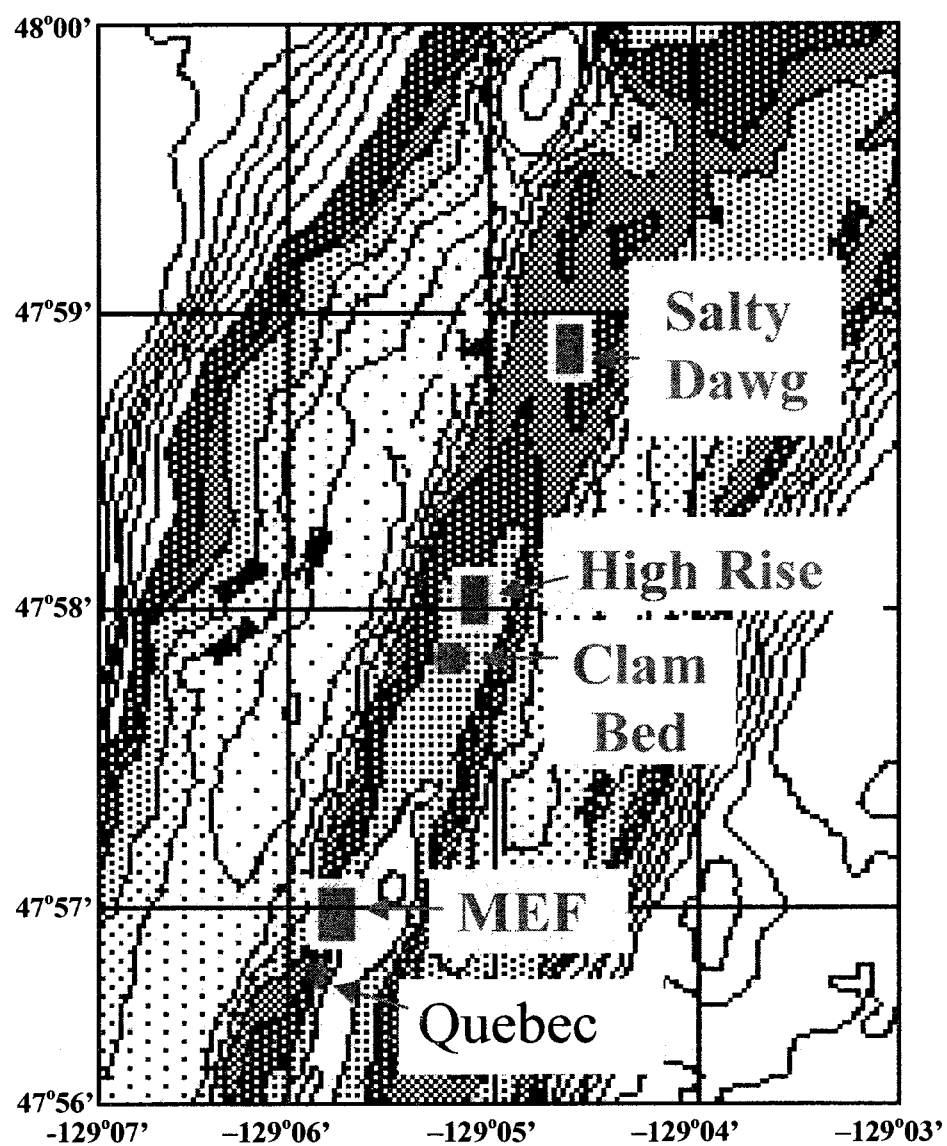 48°00'
47°59'
Salty
Dawg
High Rise
47°58'
Clam
Bed
47°57'
MEF
Quebec
47°56'
-129°07' –129°06' –129°05' –129°04' –129°03'